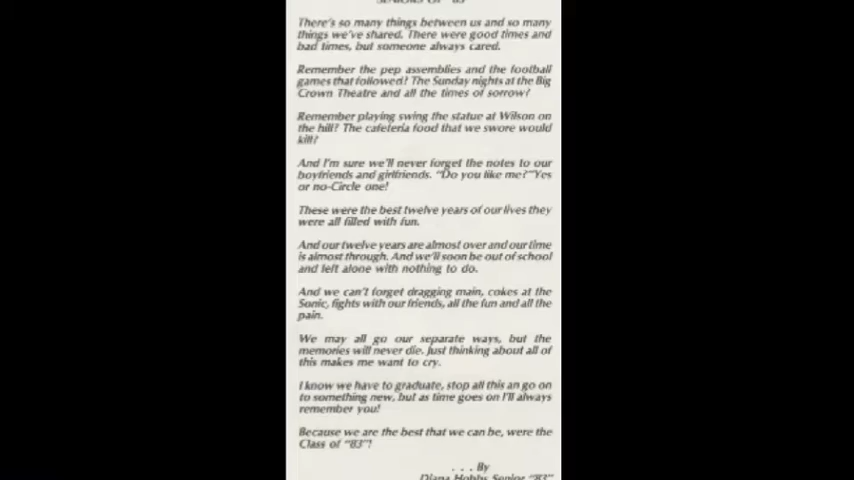 SENIORS OF "83"
There's so many things between us and so many
things we've shared. There were good times and
bad times, but someone always cared.
Remember the pep assemblies and the football
games that followed? The Sunday nights at the Big
Crown Theatre and all the times of sorrow?
Remember playing swing the statue at Wilson on
the hill? The cafeteria food that we swore would
kill?
And I'm sure we'll never forget the notes to our
boyfriends and girlfriends. "Do you like me?" Yes
or no-Circle one!
These were the best twelve years of our lives they
were all filled with fun.
And our twelve years are almost over and our time
is almost through. And we'll soon be out of school
and left alone with nothing to do.
And we can't forget dragging main, cokes at the
Sonic, fights with our friends, all the fun and all the
pain.
We may all go our separate ways, but the
memories will never die. Just thinking about all of
this makes me want to cry.
I know we have to graduate, stop all this an go on
to something new, but as time goes on I'll always
remember you!
Because we are the best that we can be, were the
Class of "83"!
. . . By
Diana Hobbs Senior "83"